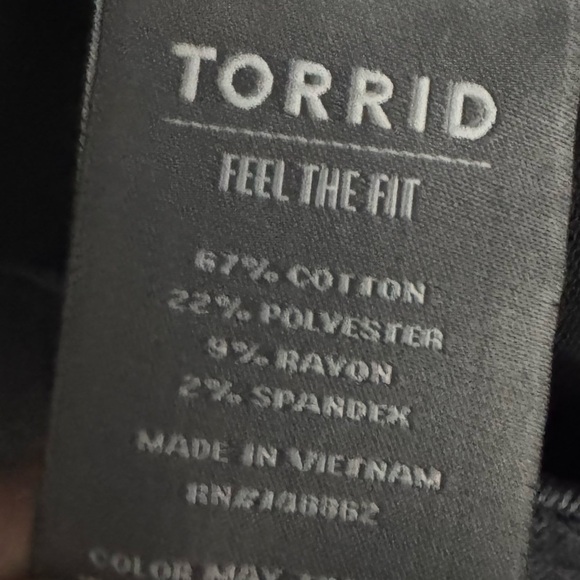 TORRID
FEEL THE FIT
67% COTTON
22% POLYESTER
9% RAYON
2% SPANDEX
MADE IN VIETNAM
COLOR MAY